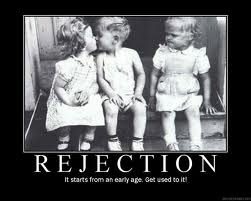 REJECTION
It starts from an early age. Get used to it!